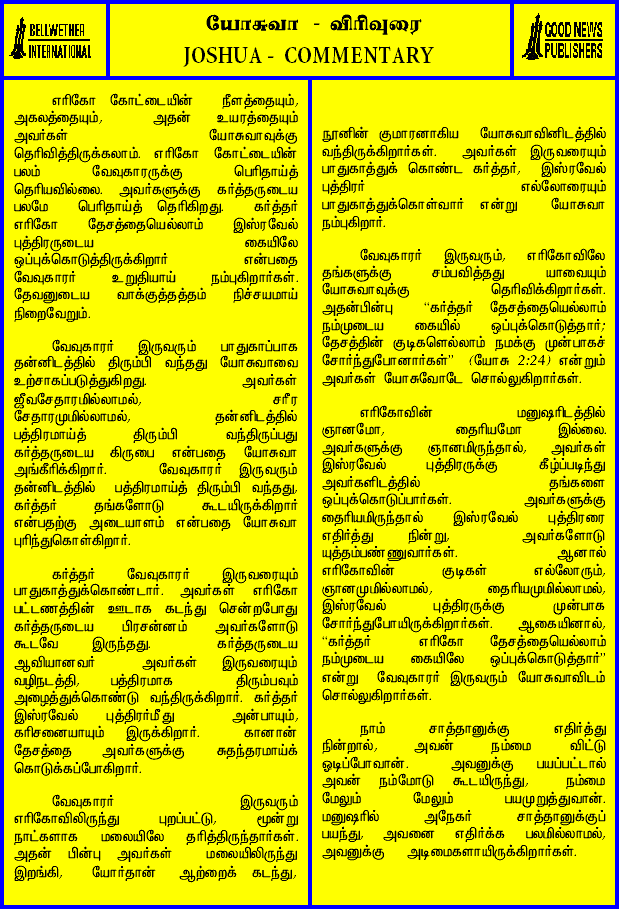 BELLWETHER
INTERNATIONAL
யோசுவா - விரிவுரை
JOSHUA - COMMENTARY
GOOD NEWS
PUBLISHERS
எரிகோ கோட்டையின் நீளத்தையும்,
அகலத்தையும், அதன் உயரத்தையும்
அவர்கள் யோசுவாவுக்கு
தெரிவித்திருக்கலாம். எரிகோ கோட்டையின்
பலம் வேவுகாரருக்கு பெரிதாய்த்
தெரியவில்லை. அவர்களுக்கு கர்த்தருடைய
பலமே பெரிதாய்த் தெரிகிறது. கர்த்தர்
எரிகோ தேசத்தையெல்லாம் இஸ்ரவேல்
புத்திரருடைய கையிலே
ஒப்புக்கொடுத்திருக்கிறார் என்பதை
வேவுகாரர் உறுதியாய் நம்புகிறார்கள்.
தேவனுடைய வாக்குத்தத்தம் நிச்சயமாய்
நிறைவேறும்.
வேவுகாரர் இருவரும் பாதுகாப்பாக
தன்னிடத்தில் திரும்பி வந்தது யோசுவாவை
உற்சாகப்படுத்துகிறது. அவர்கள்
ஜீவசேதாரமில்லாமல், சரீர
சேதாரமுமில்லாமல், தன்னிடத்தில்
பத்திரமாய்த் திரும்பி வந்திருப்பது
கர்த்தருடைய கிருபை என்பதை யோசுவா
அங்கீரிக்கிறார். வேவுகாரர் இருவரும்
தன்னிடத்தில் பத்திரமாய்த் திரும்பி வந்தது,
கர்த்தர் தங்களோடு கூடயிருக்கிறார்
என்பதற்கு அடையாளம் என்பதை யோசுவா
புரிந்துகொள்கிறார்.
கர்த்தர் வேவுகாரர் இருவரையும்
பாதுகாத்துக்கொண்டார். அவர்கள் எரிகோ
பட்டணத்தின் ஊடாக கடந்து சென்றபோது
கர்த்தருடைய பிரசன்னம் அவர்களோடு
கூடவே இருந்தது. கர்த்தருடைய
ஆவியானவர் அவர்கள் இருவரையும்
வழிநடத்தி, பத்திரமாக திரும்பவும்
அழைத்துக்கொண்டு வந்திருக்கிறார். கர்த்தர்
இஸ்ரவேல் புத்திரர்மீது அன்பாயும்,
கரிசனையாயும் இருக்கிறார். கானான்
தேசத்தை அவர்களுக்கு சுதந்தரமாய்க்
கொடுக்கப்போகிறார்.
வேவுகாரர் இருவரும்
எரிகோவிலிருந்து புறப்பட்டு, மூன்று
நாட்களாக மலையிலே தரித்திருந்தார்கள்.
அதன் பின்பு அவர்கள் மலையிலிருந்து
இறங்கி, யோர்தான் ஆற்றைக் கடந்து,
நூனின் குமாரனாகிய யோசுவாவினிடத்தில்
வந்திருக்கிறார்கள். அவர்கள் இருவரையும்
பாதுகாத்துக் கொண்ட கர்த்தர், இஸ்ரவேல்
புத்திரர் எல்லோரையும்
பாதுகாத்துக்கொள்வார் என்று யோசுவா
நம்புகிறார்.
வேவுகாரர் இருவரும், எரிகோவிலே
தங்களுக்கு சம்பவித்தது யாவையும்
யோசுவாவுக்கு தெரிவிக்கிறார்கள்.
அதன்பின்பு “கர்த்தர் தேசத்தையெல்லாம்
நம்முடைய கையில் ஒப்புக்கொடுத்தார்;
தேசத்தின் குடிகளெல்லாம் நமக்கு முன்பாகச்
சோர்ந்துபோனார்கள்” (யோசு 2:24) என்றும்
அவர்கள் யோசுவோடே சொல்லுகிறார்கள்.
எரிகோவின் மனுஷரிடத்தில்
ஞானமோ, தைரியமோ இல்லை.
அவர்களுக்கு ஞானமிருந்தால், அவர்கள்
இஸ்ரவேல் புத்திரருக்கு கீழ்ப்படிந்து
அவர்களிடத்தில் தங்களை
ஒப்புக்கொடுப்பார்கள். அவர்களுக்கு
தைரியமிருந்தால் இஸ்ரவேல் புத்திரரை
எதிர்த்து நின்று, அவர்களோடு
யுத்தம்பண்ணுவார்கள். ஆனால்
எரிகோவின் குடிகள் எல்லோரும்,
ஞானமுமில்லாமல், தைரியமுமில்லாமல்,
இஸ்ரவேல் புத்திரருக்கு முன்பாக
சோர்ந்துபோயிருக்கிறார்கள். ஆகையினால்,
“கர்த்தர் எரிகோ தேசத்தையெல்லாம்
நம்முடைய கையிலே ஒப்புக்கொடுத்தார்”
என்று வேவுகாரர் இருவரும் யோசுவாவிடம்
சொல்லுகிறார்கள்.
நாம் சாத்தானுக்கு எதிர்த்து
நின்றால், அவன் நம்மை விட்டு
ஓடிப்போவான். அவனுக்கு பயப்பட்டால்
அவன் நம்மோடு கூடயிருந்து, நம்மை
மேலும் மேலும் பயமுறுத்துவான்.
மனுஷரில் அநேகர் சாத்தானுக்குப்
பயந்து, அவனை எதிர்க்க பலமில்லாமல்,
அவனுக்கு அடிமைகளாயிருக்கிறார்கள்.